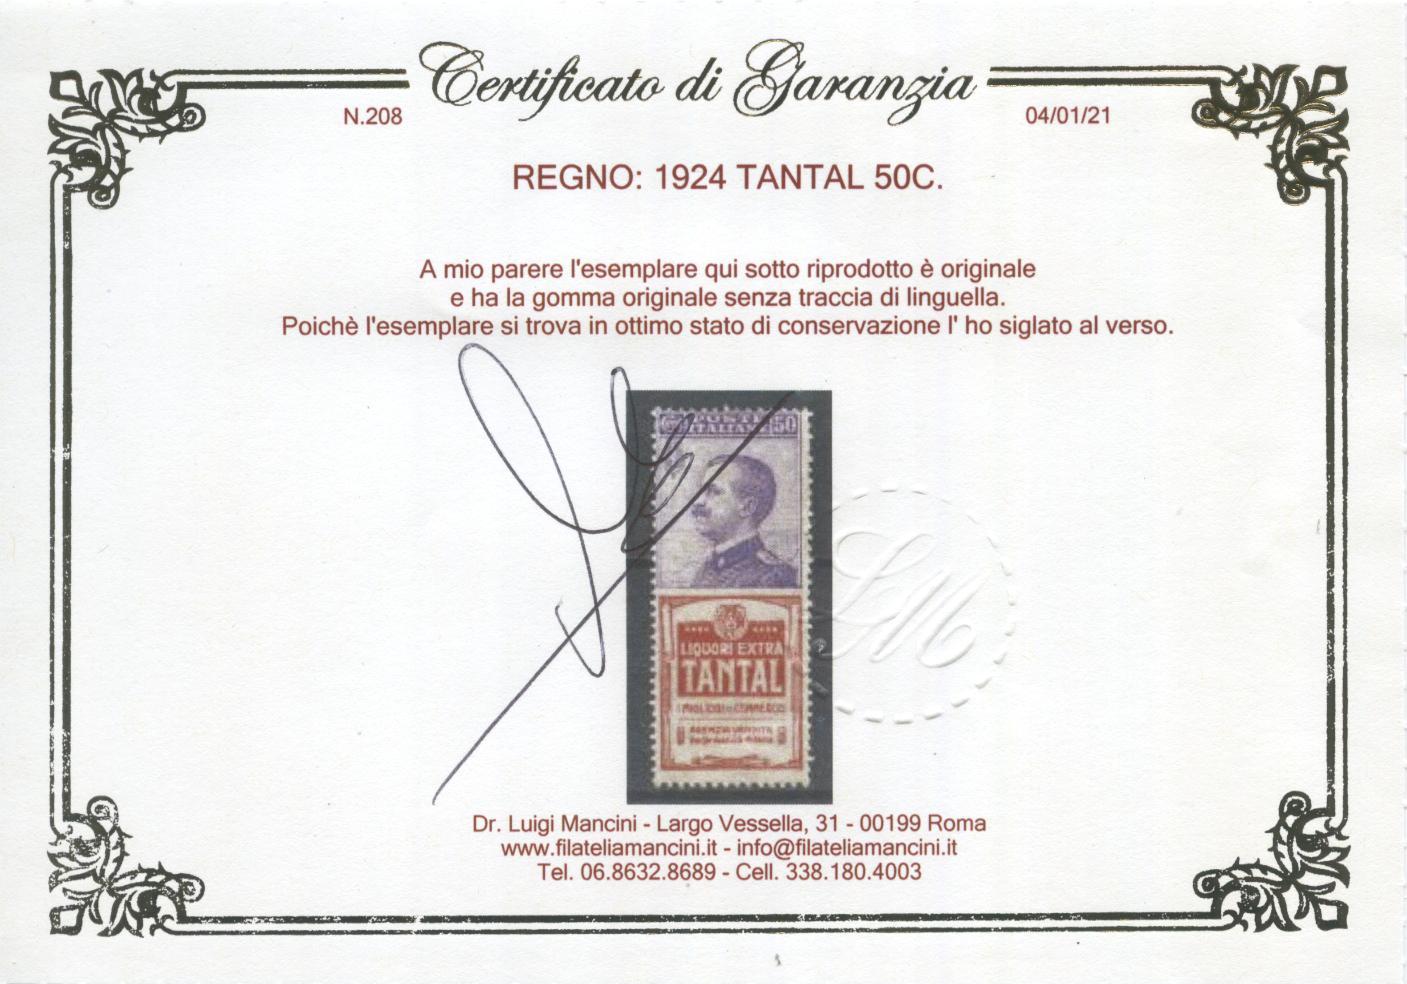 Certificato di Garanzia
N.208
04/01/21
REGNO: 1924 TANTAL 50C.
A mio parere l'esemplare qui sotto riprodotto è originale
e ha la gomma originale senza traccia di linguella.
Poichè l'esemplare si trova in ottimo stato di conservazione l' ho siglato al verso.
POSTE
ITALIANE 50
LIQUORI EXTRA
TANTAL
LM
Dr. Luigi Mancini - Largo Vessella, 31 - 00199 Roma
www.filateliamancini.it - info@filateliamancini.it
Tel. 06.8632.8689 - Cell. 338.180.4003